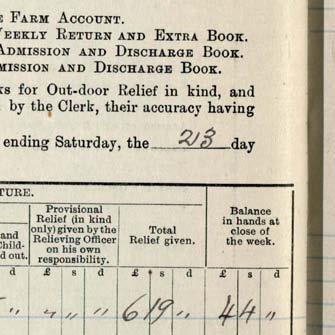 E FARM ACCOUNT.
WEEKLY RETURN AND EXTRA BOOK.
ADMISSION AND DISCHARGE BOOK.
MISSION AND DISCHARGE BOOK.
ks for Out-door Relief in kind, and
by the Clerk, their accuracy having
ending Saturday, the 23 day
TURE.
and Child- d out.
Provisional Relief (in kind only) given by the Relieving Officer on his own responsibility.
Total Relief given.
Balance in hands at close of the week.
s d £ s d £ s d £ s d
" " " " 6 19 " 44 "